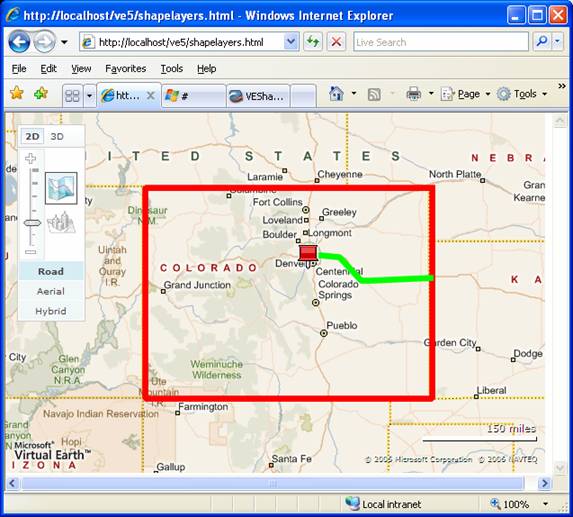 http://localhost/ve5/shapelayers.html - Windows Internet Explorer
http://localhost/ve5/shapelayers.html
Live Search
File Edit View Favorites Tools Help
htt... # VESha... Page Tools
2D 3D
UNITED STATES
Laramie Cheyenne North Platte NEBRA
Gran
Kearne
Columbine
Fort Collins
Dinosaur
N.M.
Loveland Greeley
Longmont
Boulder
Uintah
and
Ouray
I.R.
COLORADO
Denver
Centennial
Road
Grand Junction
Colorado
Springs
KA
Aerial
Hybrid
Pueblo
City
Glen
Canyon
N.R.A.
Weminuche
Wilderness
Garden City
Dodge
Ute
Mountain
I.R.
Liberal
Navajo Indian Reservation
Farmington
Hopi
150 miles
Microsoft®
Virtual Earth™
IZONA
Gallup
Santa Fe
© 2006 Microsoft Corporation © 2006 NAVTEQ
Local intranet
100%